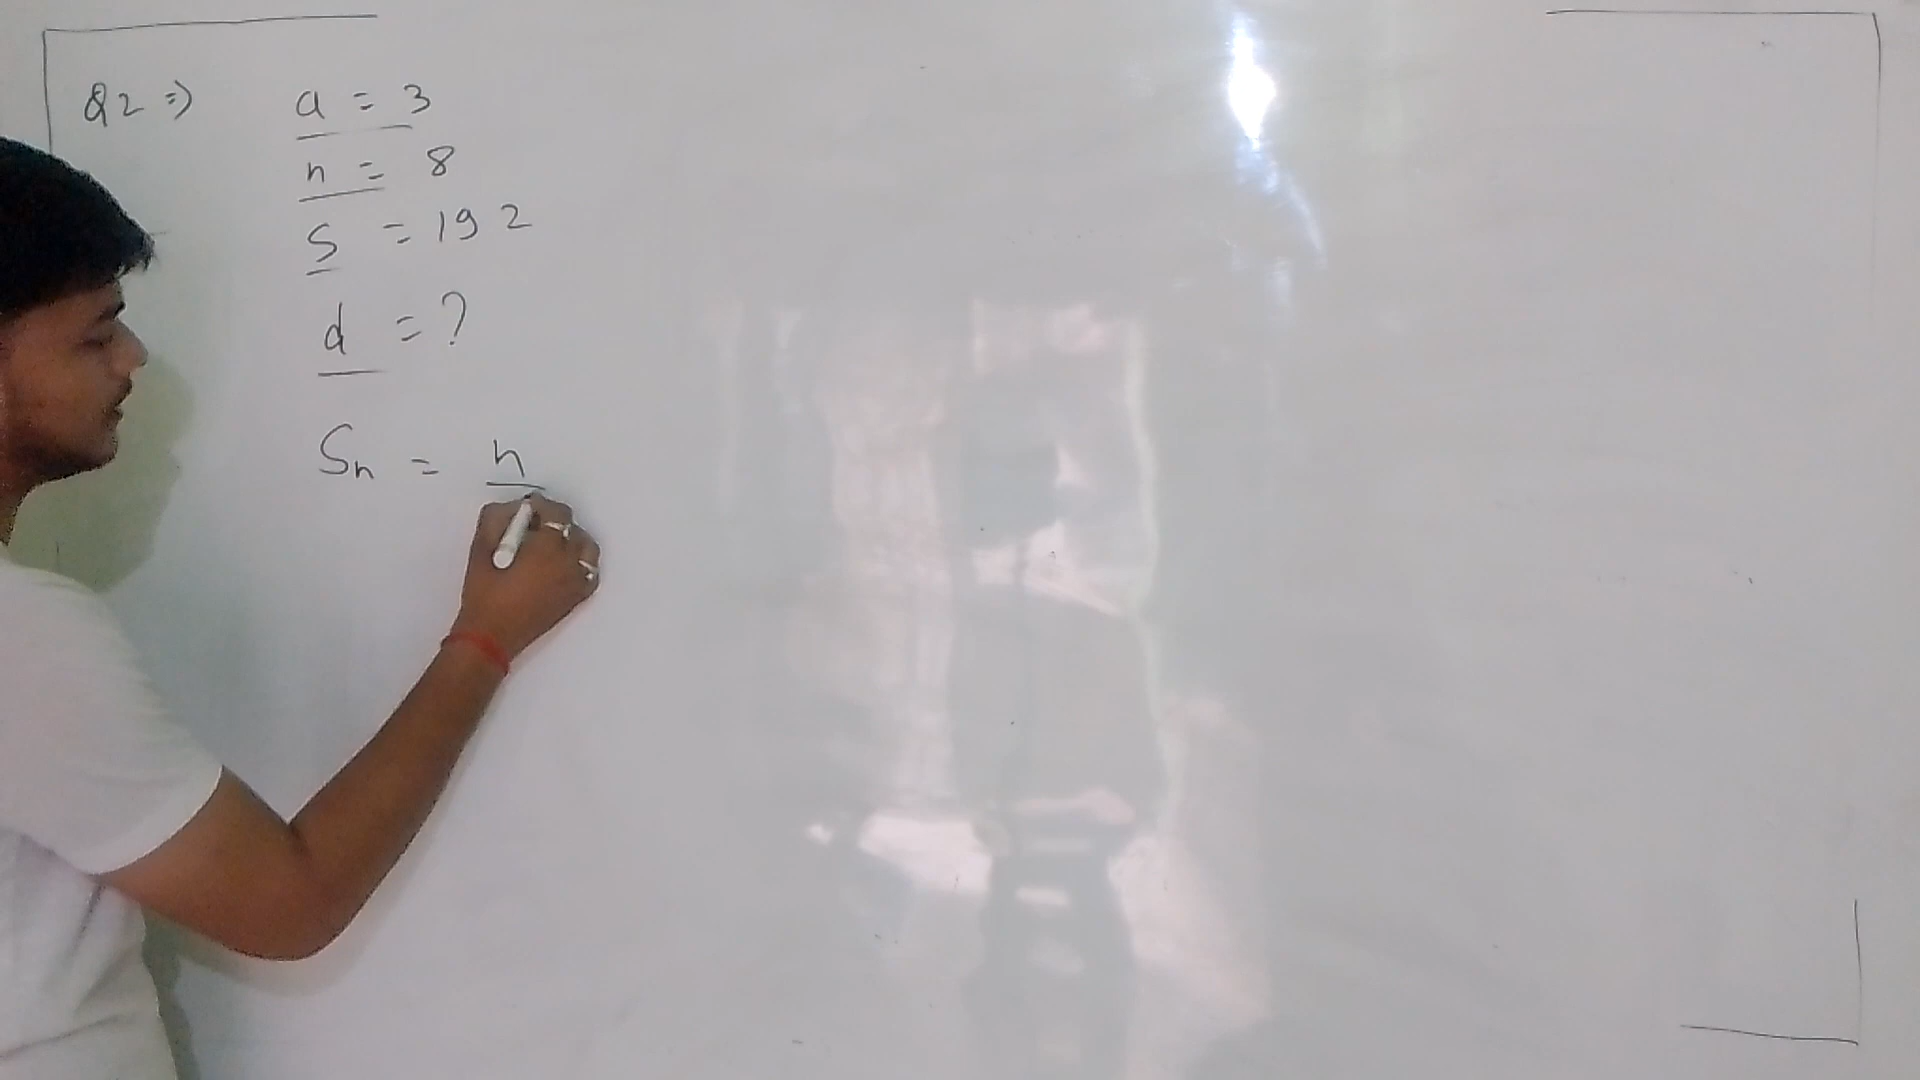 Q2 => a = 3
n = 8
S = 192
d = ?
Sn = n